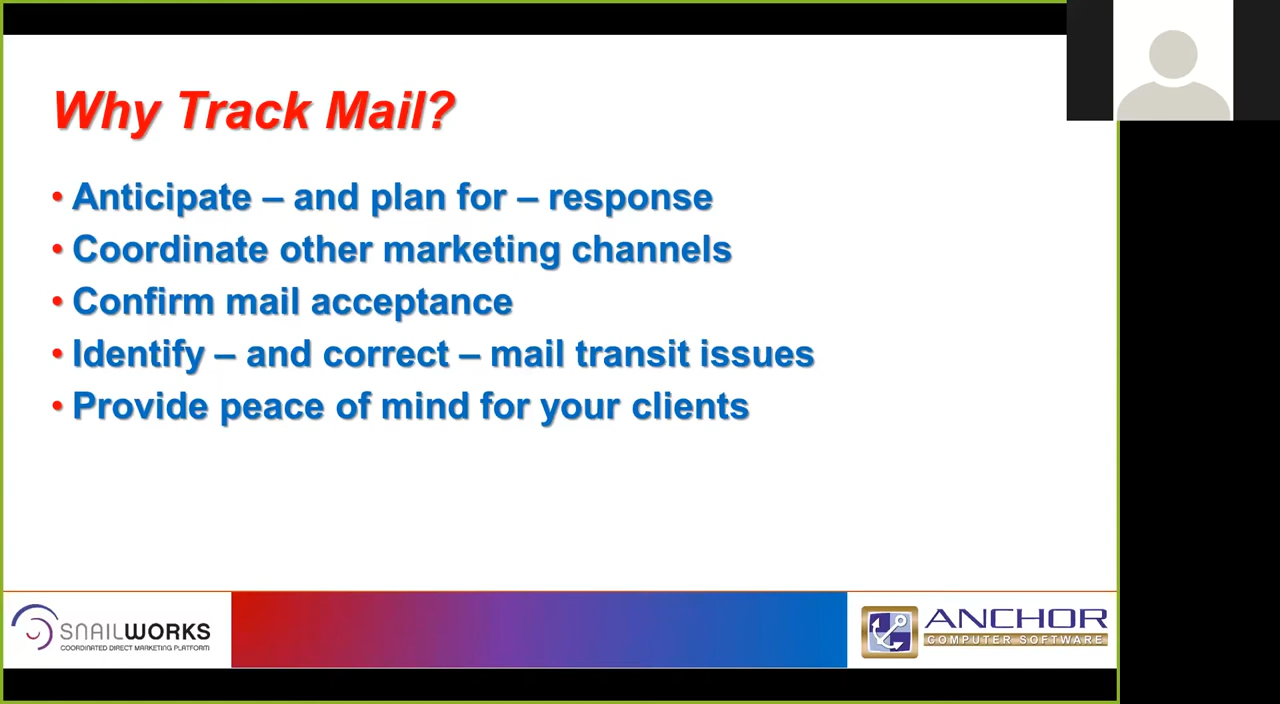 Why Track Mail?
• Anticipate – and plan for – response
• Coordinate other marketing channels
• Confirm mail acceptance
• Identify – and correct – mail transit issues
• Provide peace of mind for your clients
SNAILWORKS
COORDINATED DIRECT MARKETING PLATFORM
ANCHOR
COMPUTER SOFTWARE